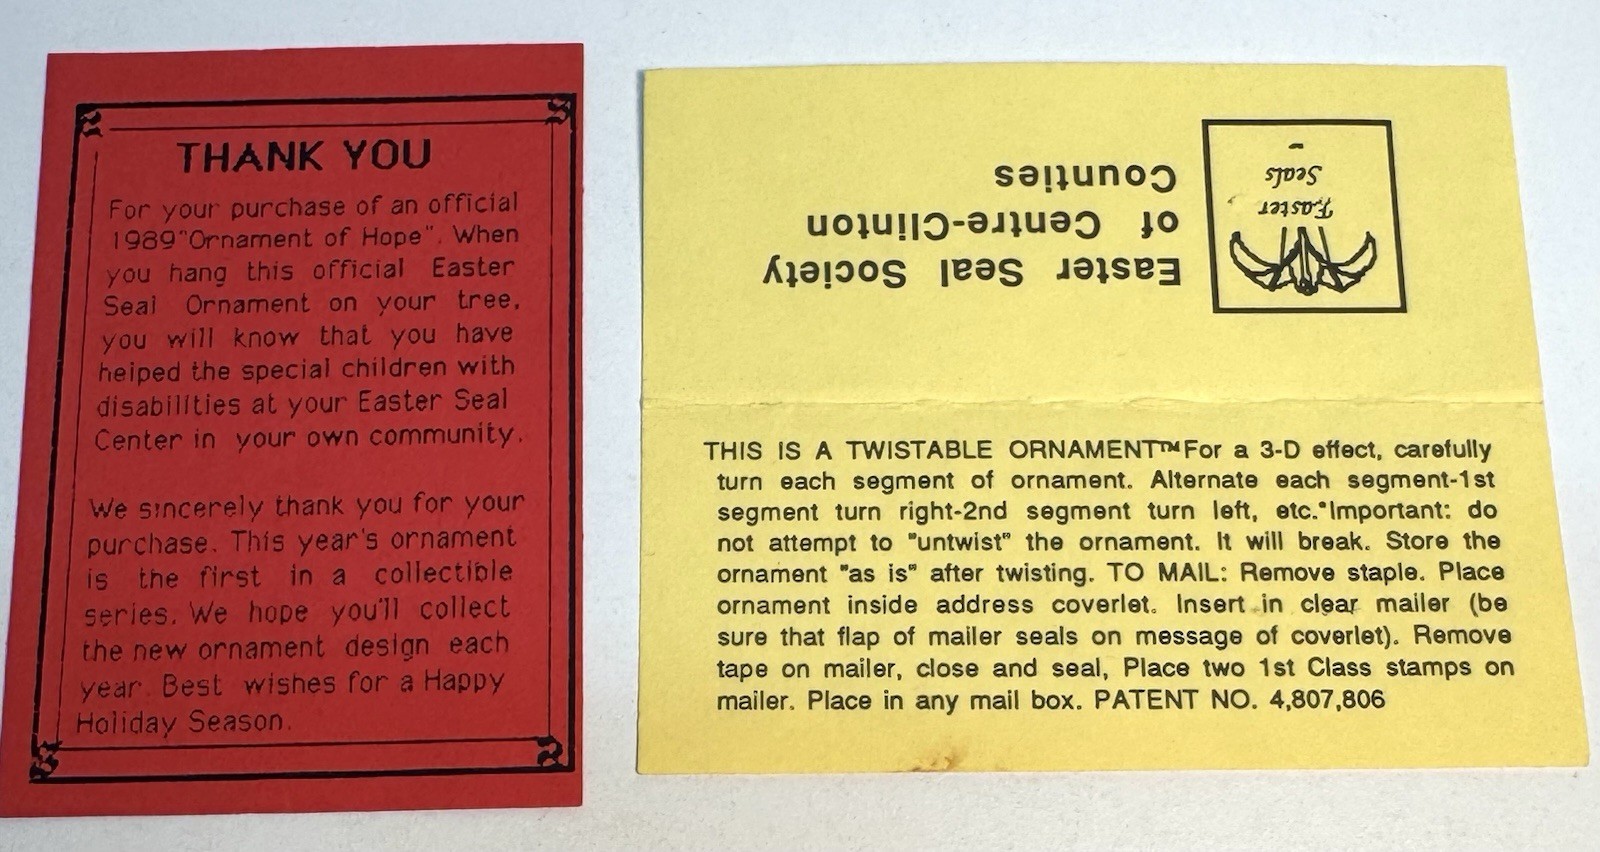 THANK YOU
For your purchase of an official
1989"Ornament of Hope". When
you hang this official Easter
Seal Ornament on your tree,
you will know that you have
helped the special children with
disabilities at your Easter Seal
Center in your own community.
We sincerely thank you for your
purchase. This year's ornament
is the first in a collectible
series. We hope you'll collect
the new ornament design each
year. Best wishes for a Happy
Holiday Season.
Easter Seal Society
of Centre-Clinton
Counties
Easter
Seals
THIS IS A TWISTABLE ORNAMENT™ For a 3-D effect, carefully
turn each segment of ornament. Alternate each segment-1st
segment turn right-2nd segment turn left, etc.*Important: do
not attempt to "untwist" the ornament. It will break. Store the
ornament "as is" after twisting. TO MAIL: Remove staple. Place
ornament inside address coverlet. Insert in clear mailer (be
sure that flap of mailer seals on message of coverlet). Remove
tape on mailer, close and seal, Place two 1st Class stamps on
mailer. Place in any mail box. PATENT NO. 4,807,806